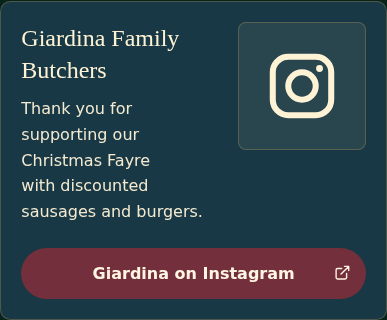 Giardina Family
Butchers
Thank you for
supporting our
Christmas Fayre
with discounted
sausages and burgers.
Giardina on Instagram